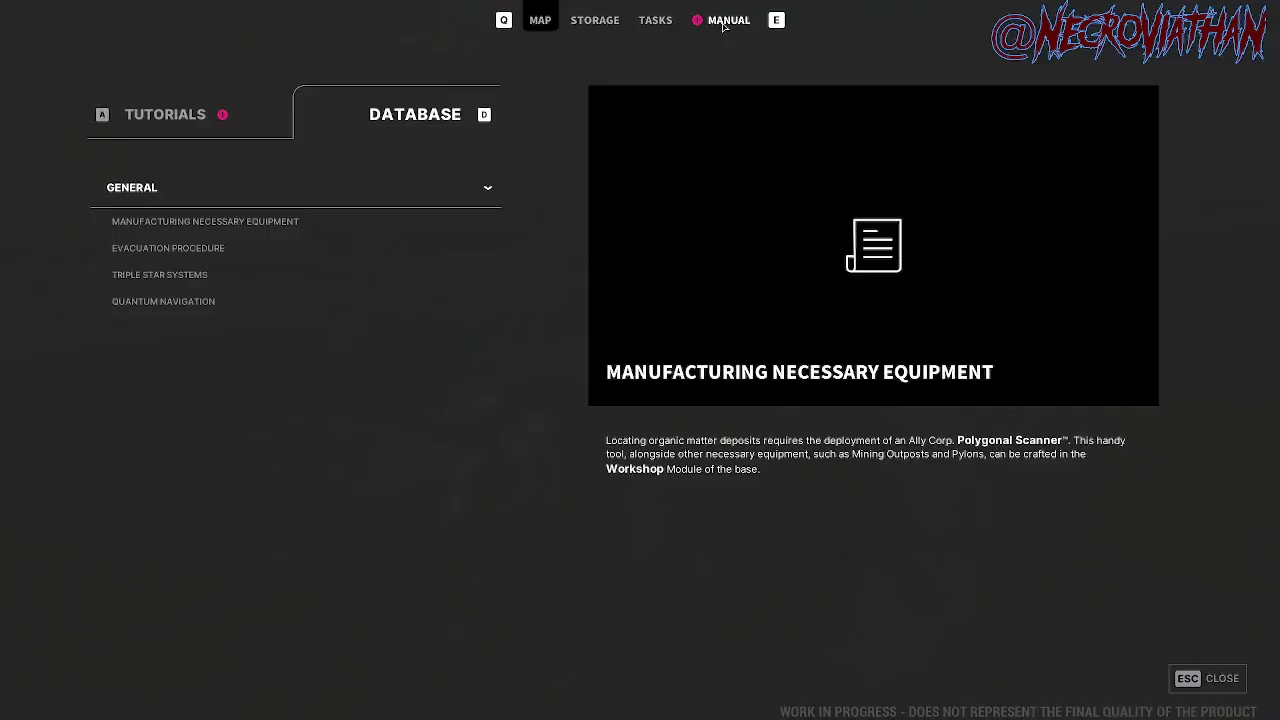 Q MAP STORAGE TASKS ! MANUAL E
@NECROVIATHAN
A TUTORIALS ! DATABASE D
GENERAL
MANUFACTURING NECESSARY EQUIPMENT
EVACUATION PROCEDURE
TRIPLE STAR SYSTEMS
QUANTUM NAVIGATION
MANUFACTURING NECESSARY EQUIPMENT
Locating organic matter deposits requires the deployment of an Ally Corp. Polygonal Scanner™. This handy
tool, alongside other necessary equipment, such as Mining Outposts and Pylons, can be crafted in the
Workshop Module of the base.
ESC CLOSE
WORK IN PROGRESS - DOES NOT REPRESENT THE FINAL QUALITY OF THE PRODUCT